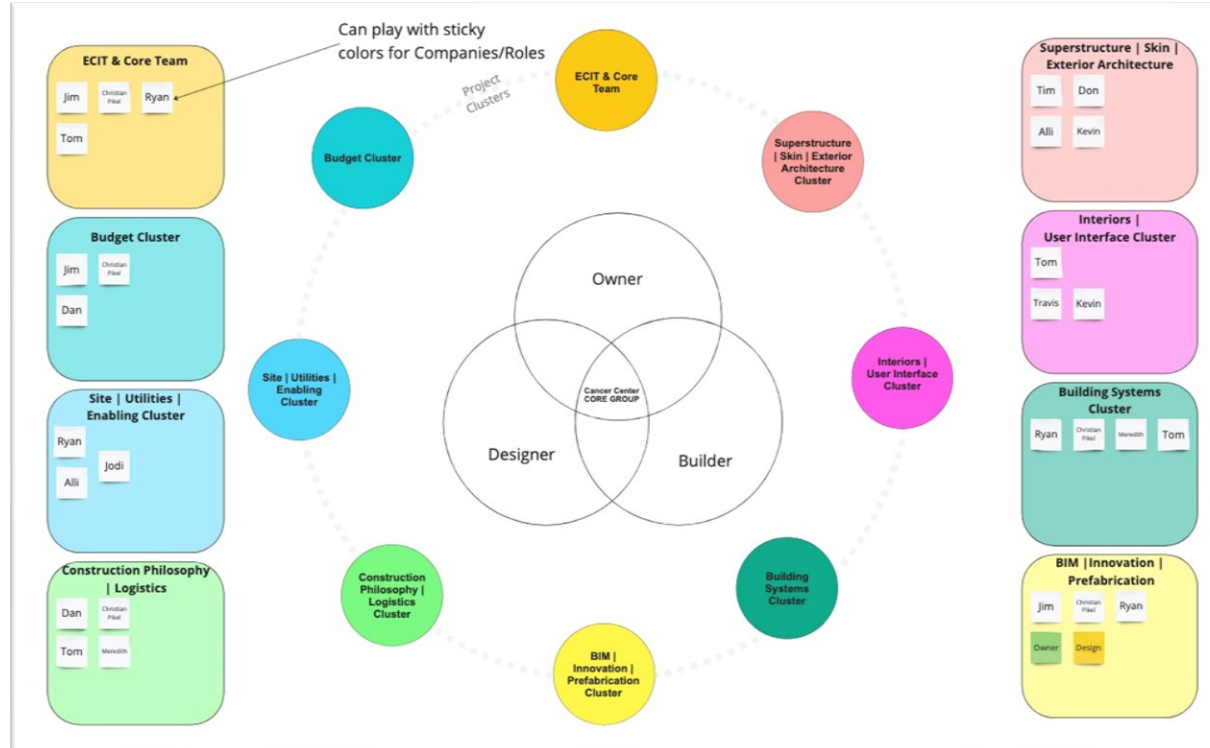 Can play with sticky
colors for Companies/Roles
ECIT & Core Team
Jim
Christian
Pikel
Ryan
Tom
Budget Cluster
Jim
Christian
Pikel
Dan
Site | Utilities |
Enabling Cluster
Ryan
Jodi
Alli
Construction Philosophy
| Logistics
Dan
Christian
Pikel
Tom
Meredith
Project
Clusters
ECIT & Core
Team
Budget Cluster
Superstructure
| Skin | Exterior
Architecture
Cluster
Site | Utilities |
Enabling
Cluster
Interiors |
User Interface
Cluster
Construction
Philosophy |
Logistics
Cluster
Building
Systems
Cluster
BIM |
Innovation |
Prefabrication
Cluster
Owner
Cancer Center
CORE GROUP
Designer
Builder
Superstructure | Skin |
Exterior Architecture
Tim
Don
Alli
Kevin
Interiors |
User Interface Cluster
Tom
Travis
Kevin
Building Systems
Cluster
Ryan
Christian
Pikel
Meredith
Tom
BIM |Innovation |
Prefabrication
Jim
Christian
Pikel
Ryan
Owner
Design